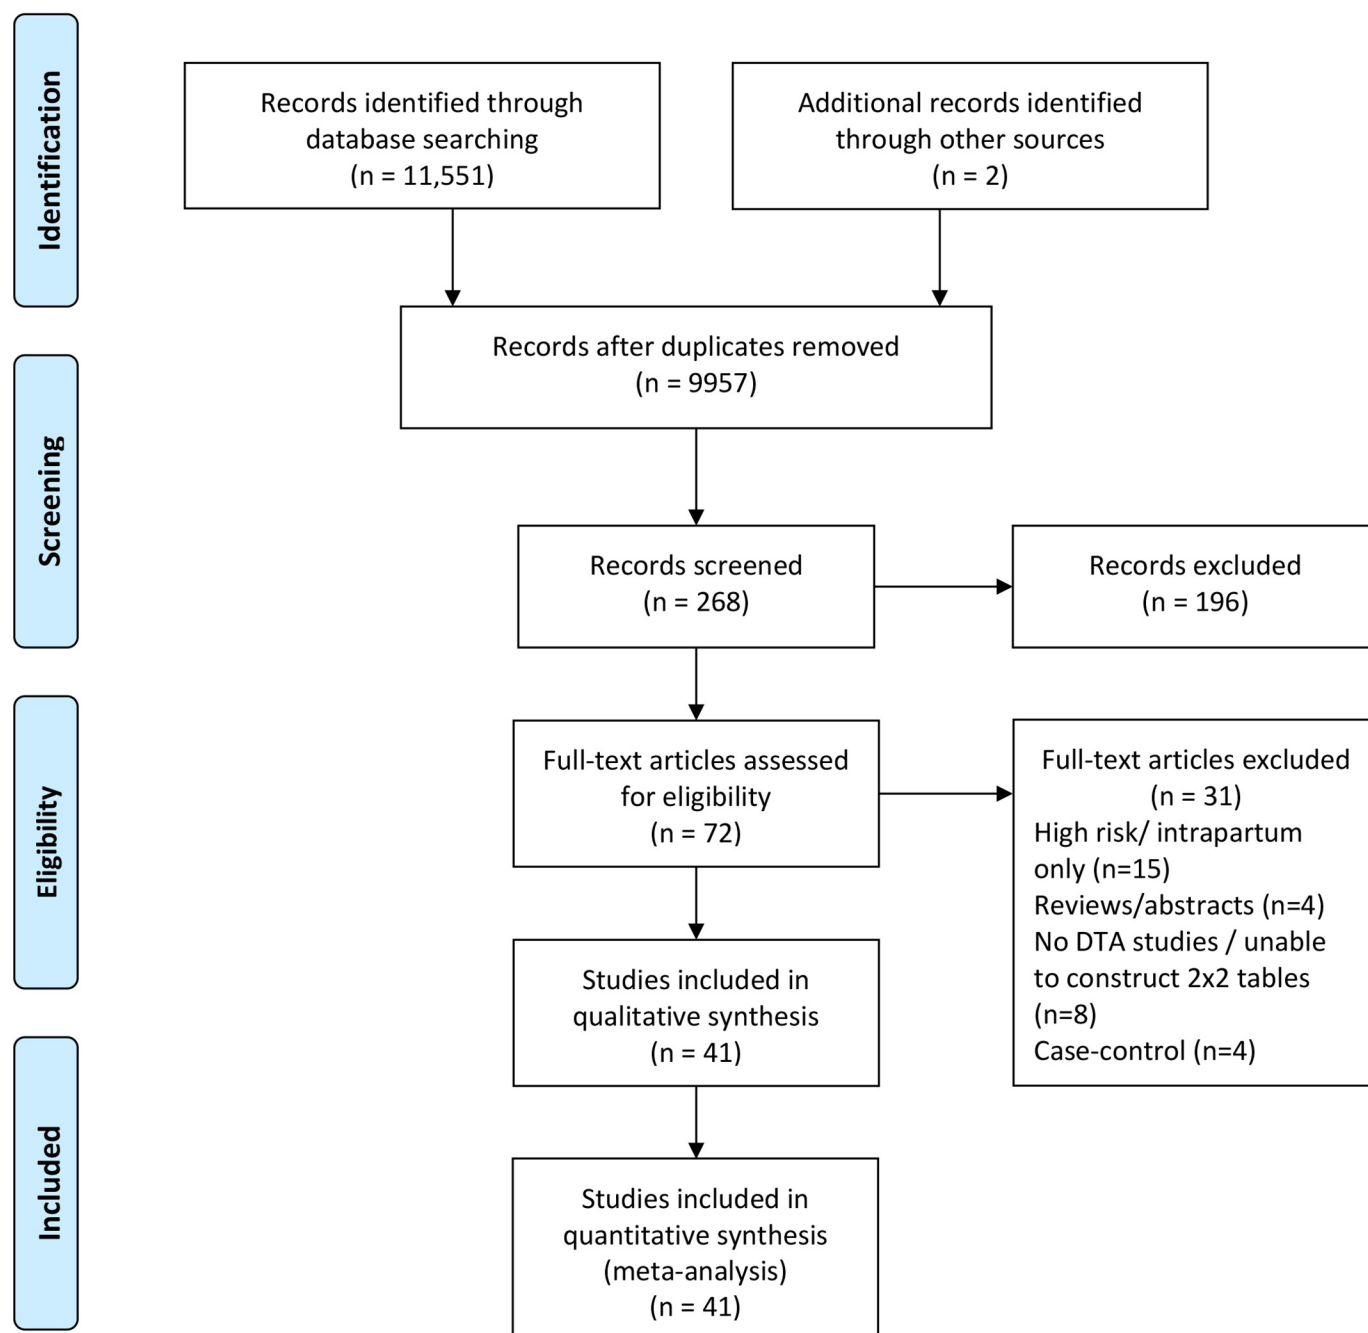 Identification
Records identified through
database searching
(n = 11,551)
Additional records identified
through other sources
(n = 2)
Records after duplicates removed
(n = 9957)
Screening
Records screened
(n = 268)
Records excluded
(n = 196)
Eligibility
Full-text articles assessed
for eligibility
(n = 72)
Full-text articles excluded
(n = 31)
High risk/ intrapartum
only (n=15)
Reviews/abstracts (n=4)
No DTA studies / unable
to construct 2x2 tables
(n=8)
Case-control (n=4)
Studies included in
qualitative synthesis
(n = 41)
Included
Studies included in
quantitative synthesis
(meta-analysis)
(n = 41)